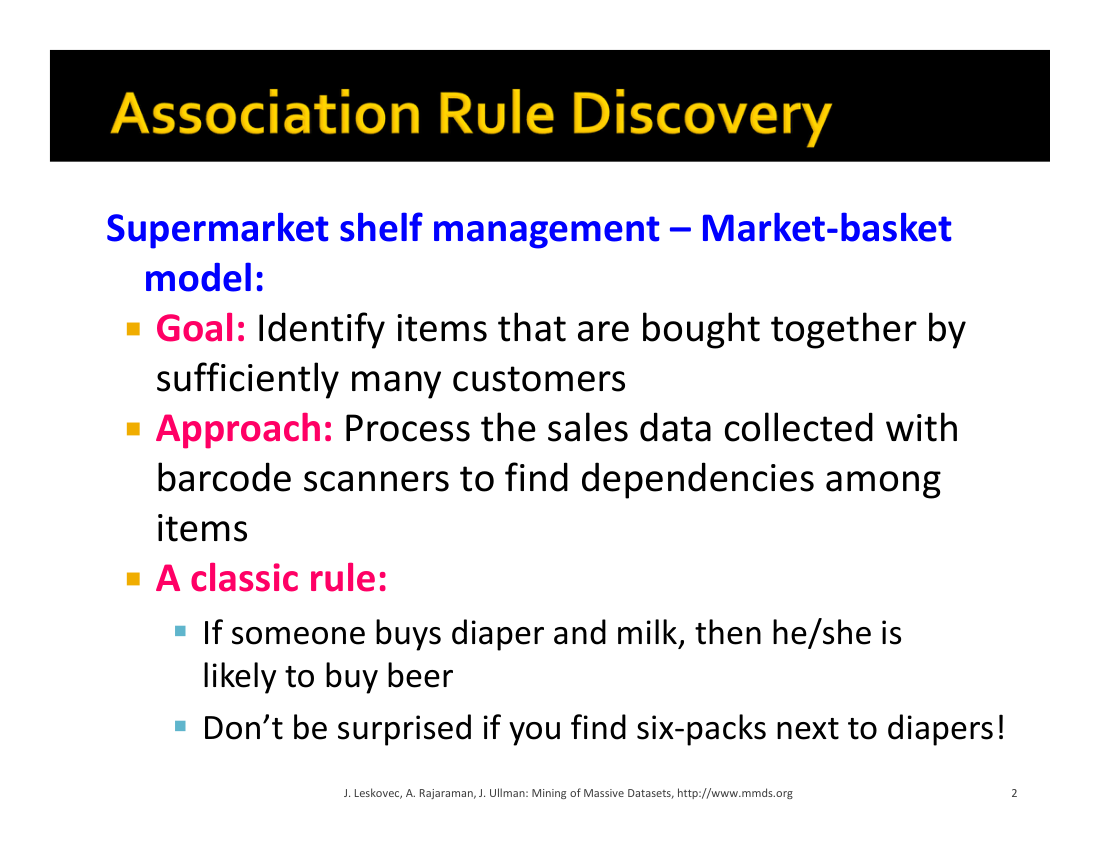 Association Rule Discovery
Supermarket shelf management – Market-basket
model:
Goal: Identify items that are bought together by
sufficiently many customers
Approach: Process the sales data collected with
barcode scanners to find dependencies among
items
A classic rule:
If someone buys diaper and milk, then he/she is
likely to buy beer
Don’t be surprised if you find six-packs next to diapers!
J. Leskovec, A. Rajaraman, J. Ullman: Mining of Massive Datasets, http://www.mmds.org
2